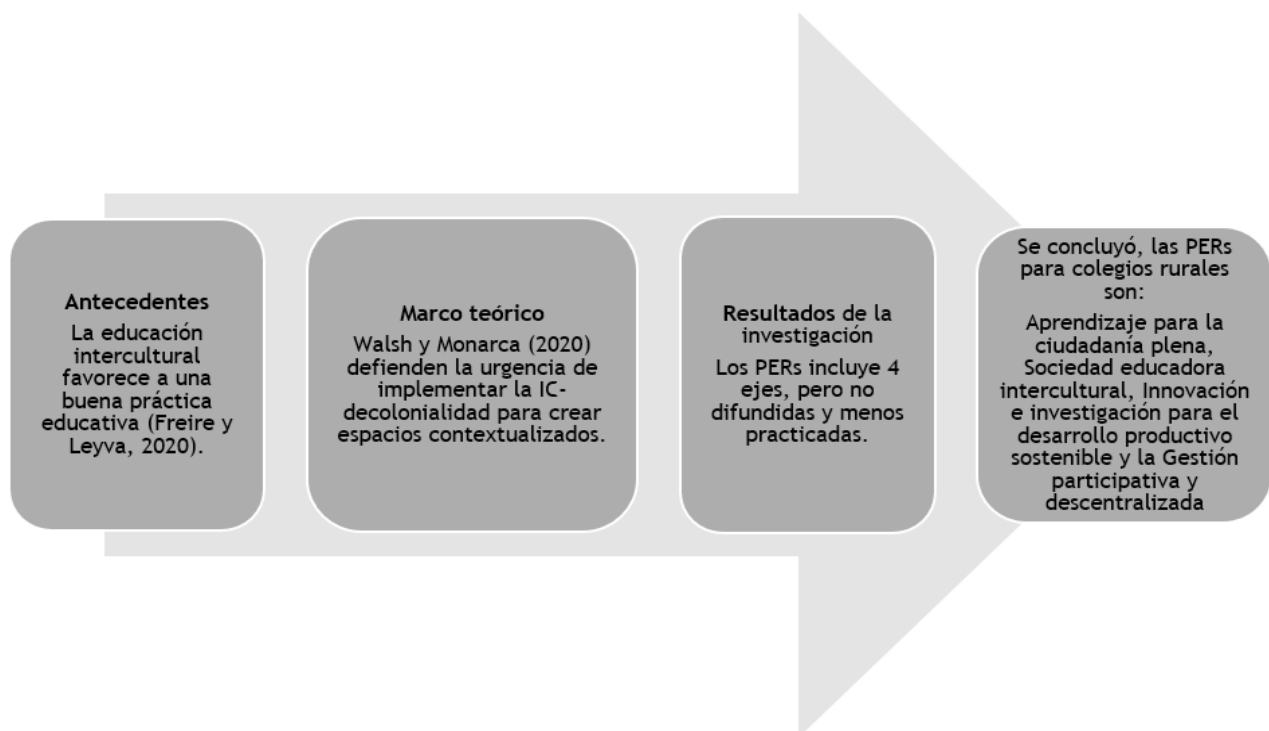 Antecedentes
La educación
intercultural
favorece a una
buena práctica
educativa (Freire y
Leyva, 2020).
Marco teórico
Walsh y Monarca (2020)
defienden la urgencia de
implementar la IC-
decolonialidad para crear
espacios contextualizados.
Resultados de la
investigación
Los PERs incluye 4
ejes, pero no
difundidas y menos
practicadas.
Se concluyó, las PERs
para colegios rurales
son:
Aprendizaje para la
ciudadanía plena,
Sociedad educadora
intercultural, Innovación
e investigación para el
desarrollo productivo
sostenible y la Gestión
participativa y
descentralizada